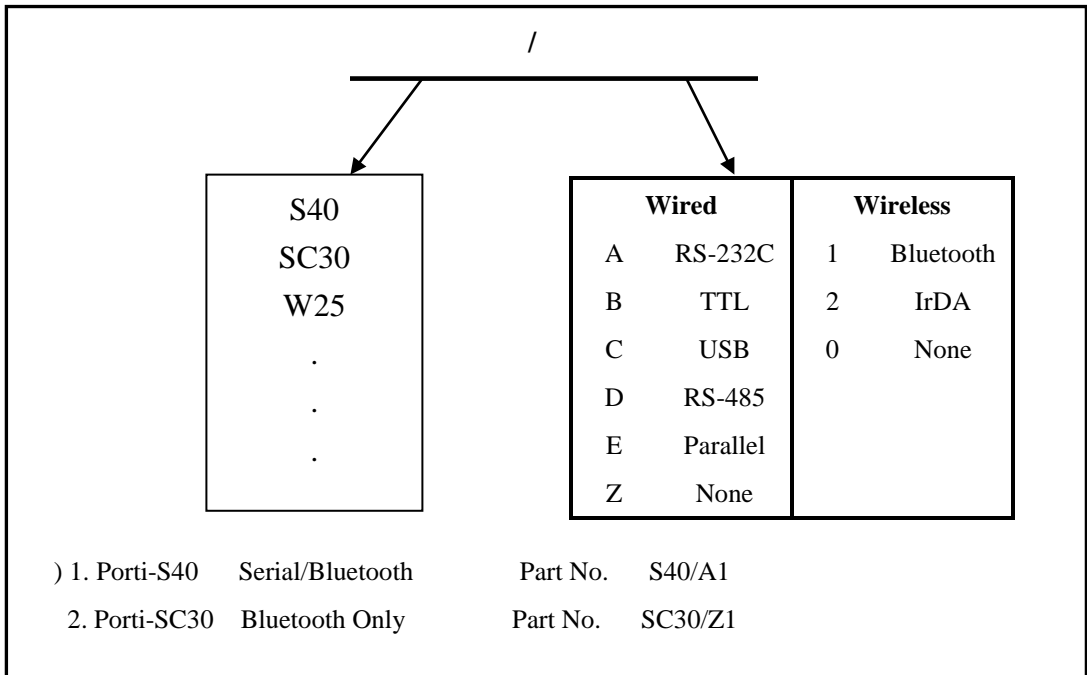 /
S40
SC30
W25
.
.
.
Wired Wireless
A RS-232C 1 Bluetooth
B TTL 2 IrDA
C USB 0 None
D RS-485
E Parallel
Z None
) 1. Porti-S40 Serial/Bluetooth Part No. S40/A1
2. Porti-SC30 Bluetooth Only Part No. SC30/Z1